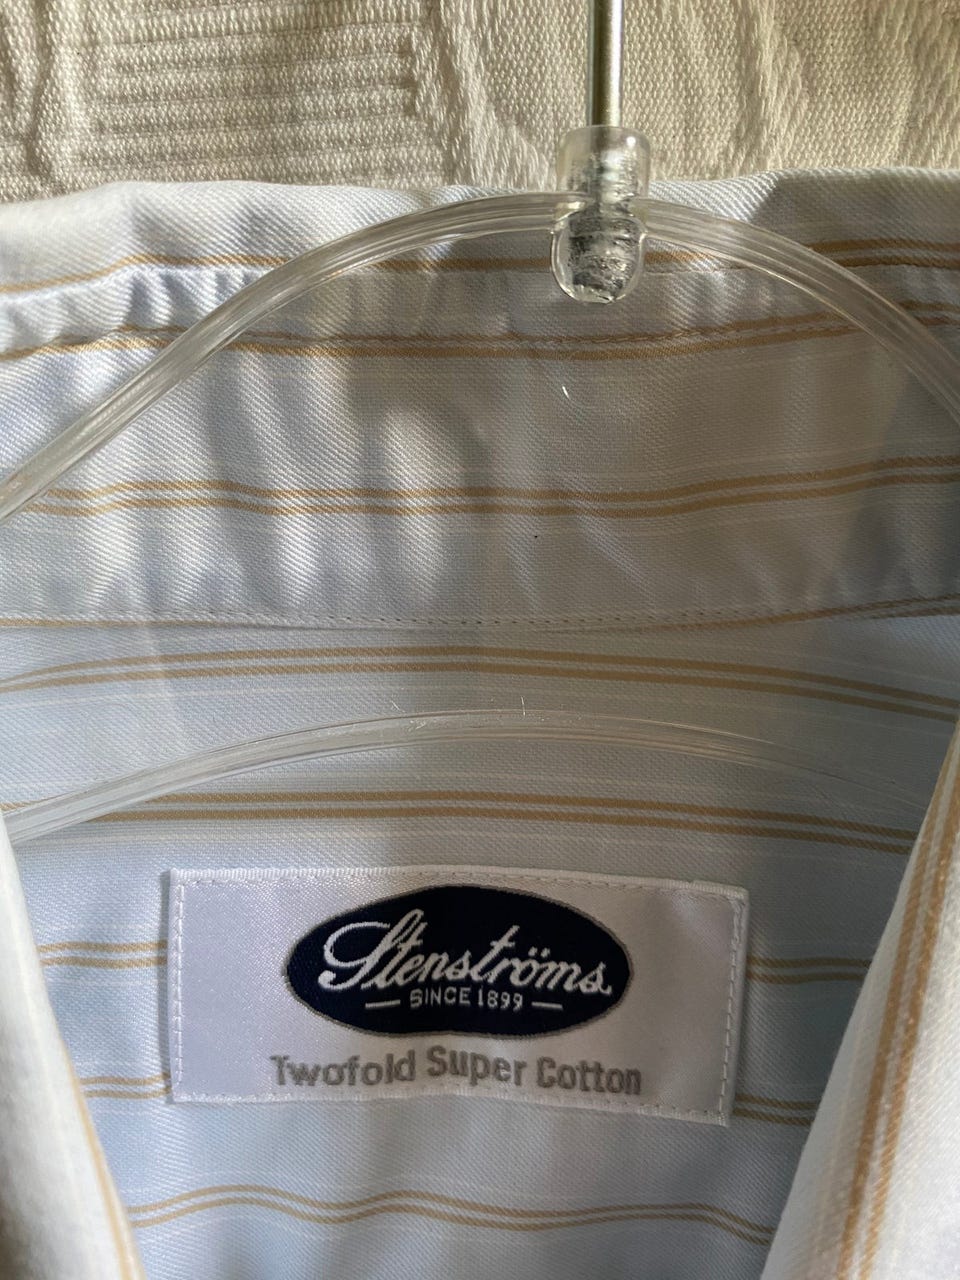 Stenströms
SINCE 1899
Twofold Super Cotton